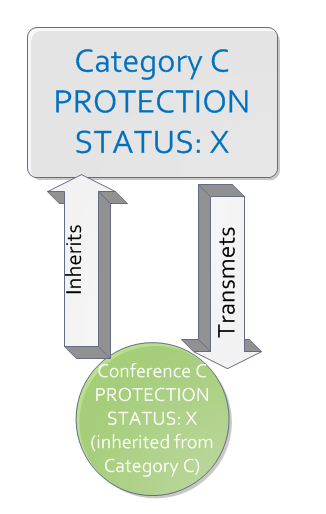 Category C
PROTECTION
STATUS: X
Inherits
Transmets
Conference C
PROTECTION
STATUS: X
(inherited from
Category C)